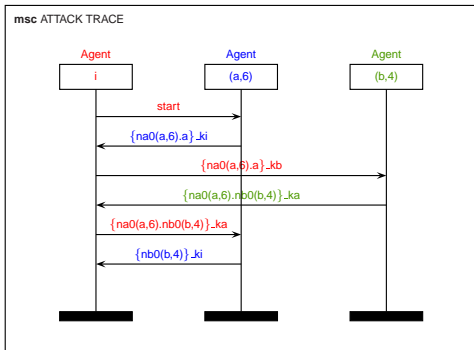 msc ATTACK TRACE
Agent Agent Agent
i (a,6) (b,4)
start
{na0(a,6).a}_ki
{na0(a,6).a}_kb
{na0(a,6).nb0(b,4)}_ka
{na0(a,6).nb0(b,4)}_ka
{nb0(b,4)}_ki